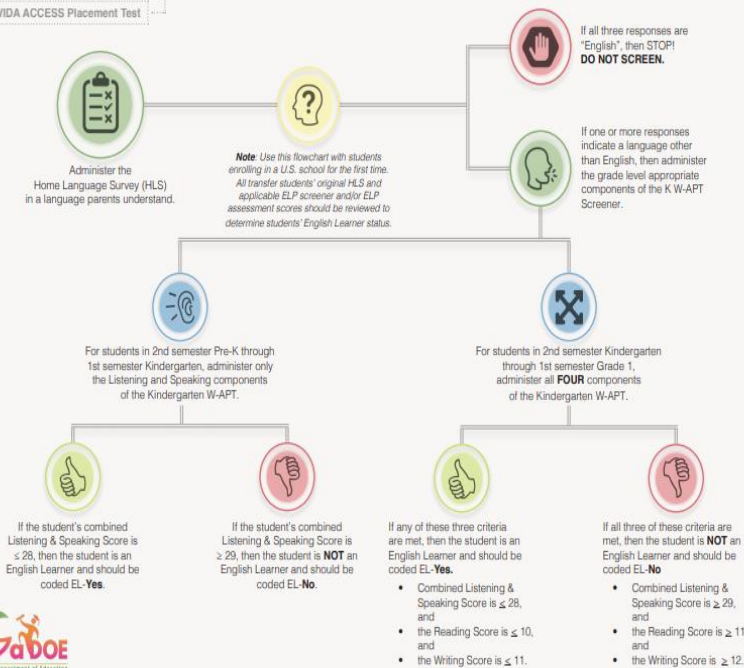 WIDA ACCESS Placement Test
If all three responses are
"English", then STOP!
DO NOT SCREEN.
Administer the
Home Language Survey (HLS)
in a language parents understand.
Note: Use this flowchart with students
enrolling in a U.S. school for the first time.
All transfer students' original HLS and
applicable ELP screener and/or ELP
assessment scores should be reviewed to
determine students' English Learner status.
If one or more responses
indicate a language other
than English, then administer
the grade level appropriate
components of the K W-APT
Screener.
For students in 2nd semester Pre-K through
1st semester Kindergarten, administer only
the Listening and Speaking components
of the Kindergarten W-APT.
For students in 2nd semester Kindergarten
through 1st semester Grade 1,
administer all FOUR components
of the Kindergarten W-APT.
If the student's combined
Listening & Speaking Score is
≤ 28, then the student is an
English Learner and should be
coded EL-Yes.
If the student's combined
Listening & Speaking Score is
≥ 29, then the student is NOT an
English Learner and should be
coded EL-No.
If any of these three criteria
are met, then the student is an
English Learner and should be
coded EL-Yes.
• Combined Listening &
Speaking Score is ≤ 28,
and
• the Reading Score is ≤ 10,
and
• the Writing Score is ≤ 11.
If all three of these criteria are
met, then the student is NOT an
English Learner and should be
coded EL-No
• Combined Listening &
Speaking Score is ≥ 29,
and
• the Reading Score is ≥ 11
and
• the Writing Score is ≥ 12.
GaDOE